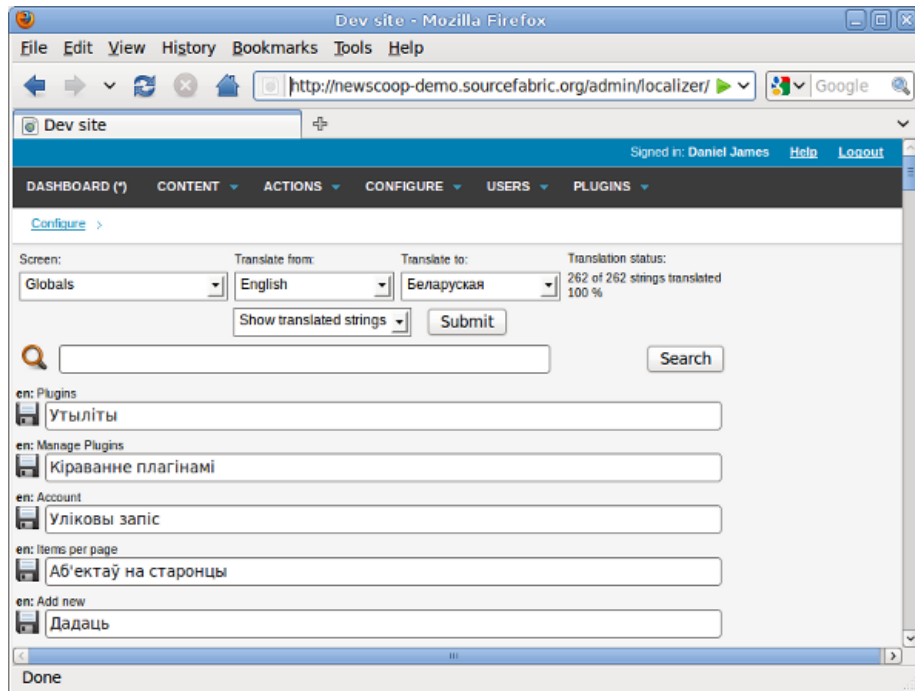 Dev site - Mozilla Firefox
File Edit View History Bookmarks Tools Help
http://newscoop-demo.sourcefabric.org/admin/localizer/ Google
Dev site
Signed in: Daniel James Help Logout
DASHBOARD (*) CONTENT ACTIONS CONFIGURE USERS PLUGINS
Configure >
Screen: Translate from: Translate to: Translation status:
Globals English Беларуская 262 of 262 strings translated
100 %
Show translated strings Submit
Search
en: Plugins
Утыліты
en: Manage Plugins
Кіраванне плагінамі
en: Account
Уліковы запіс
en: Items per page
Аб'ектаў на старонцы
en: Add new
Дадаць
Done